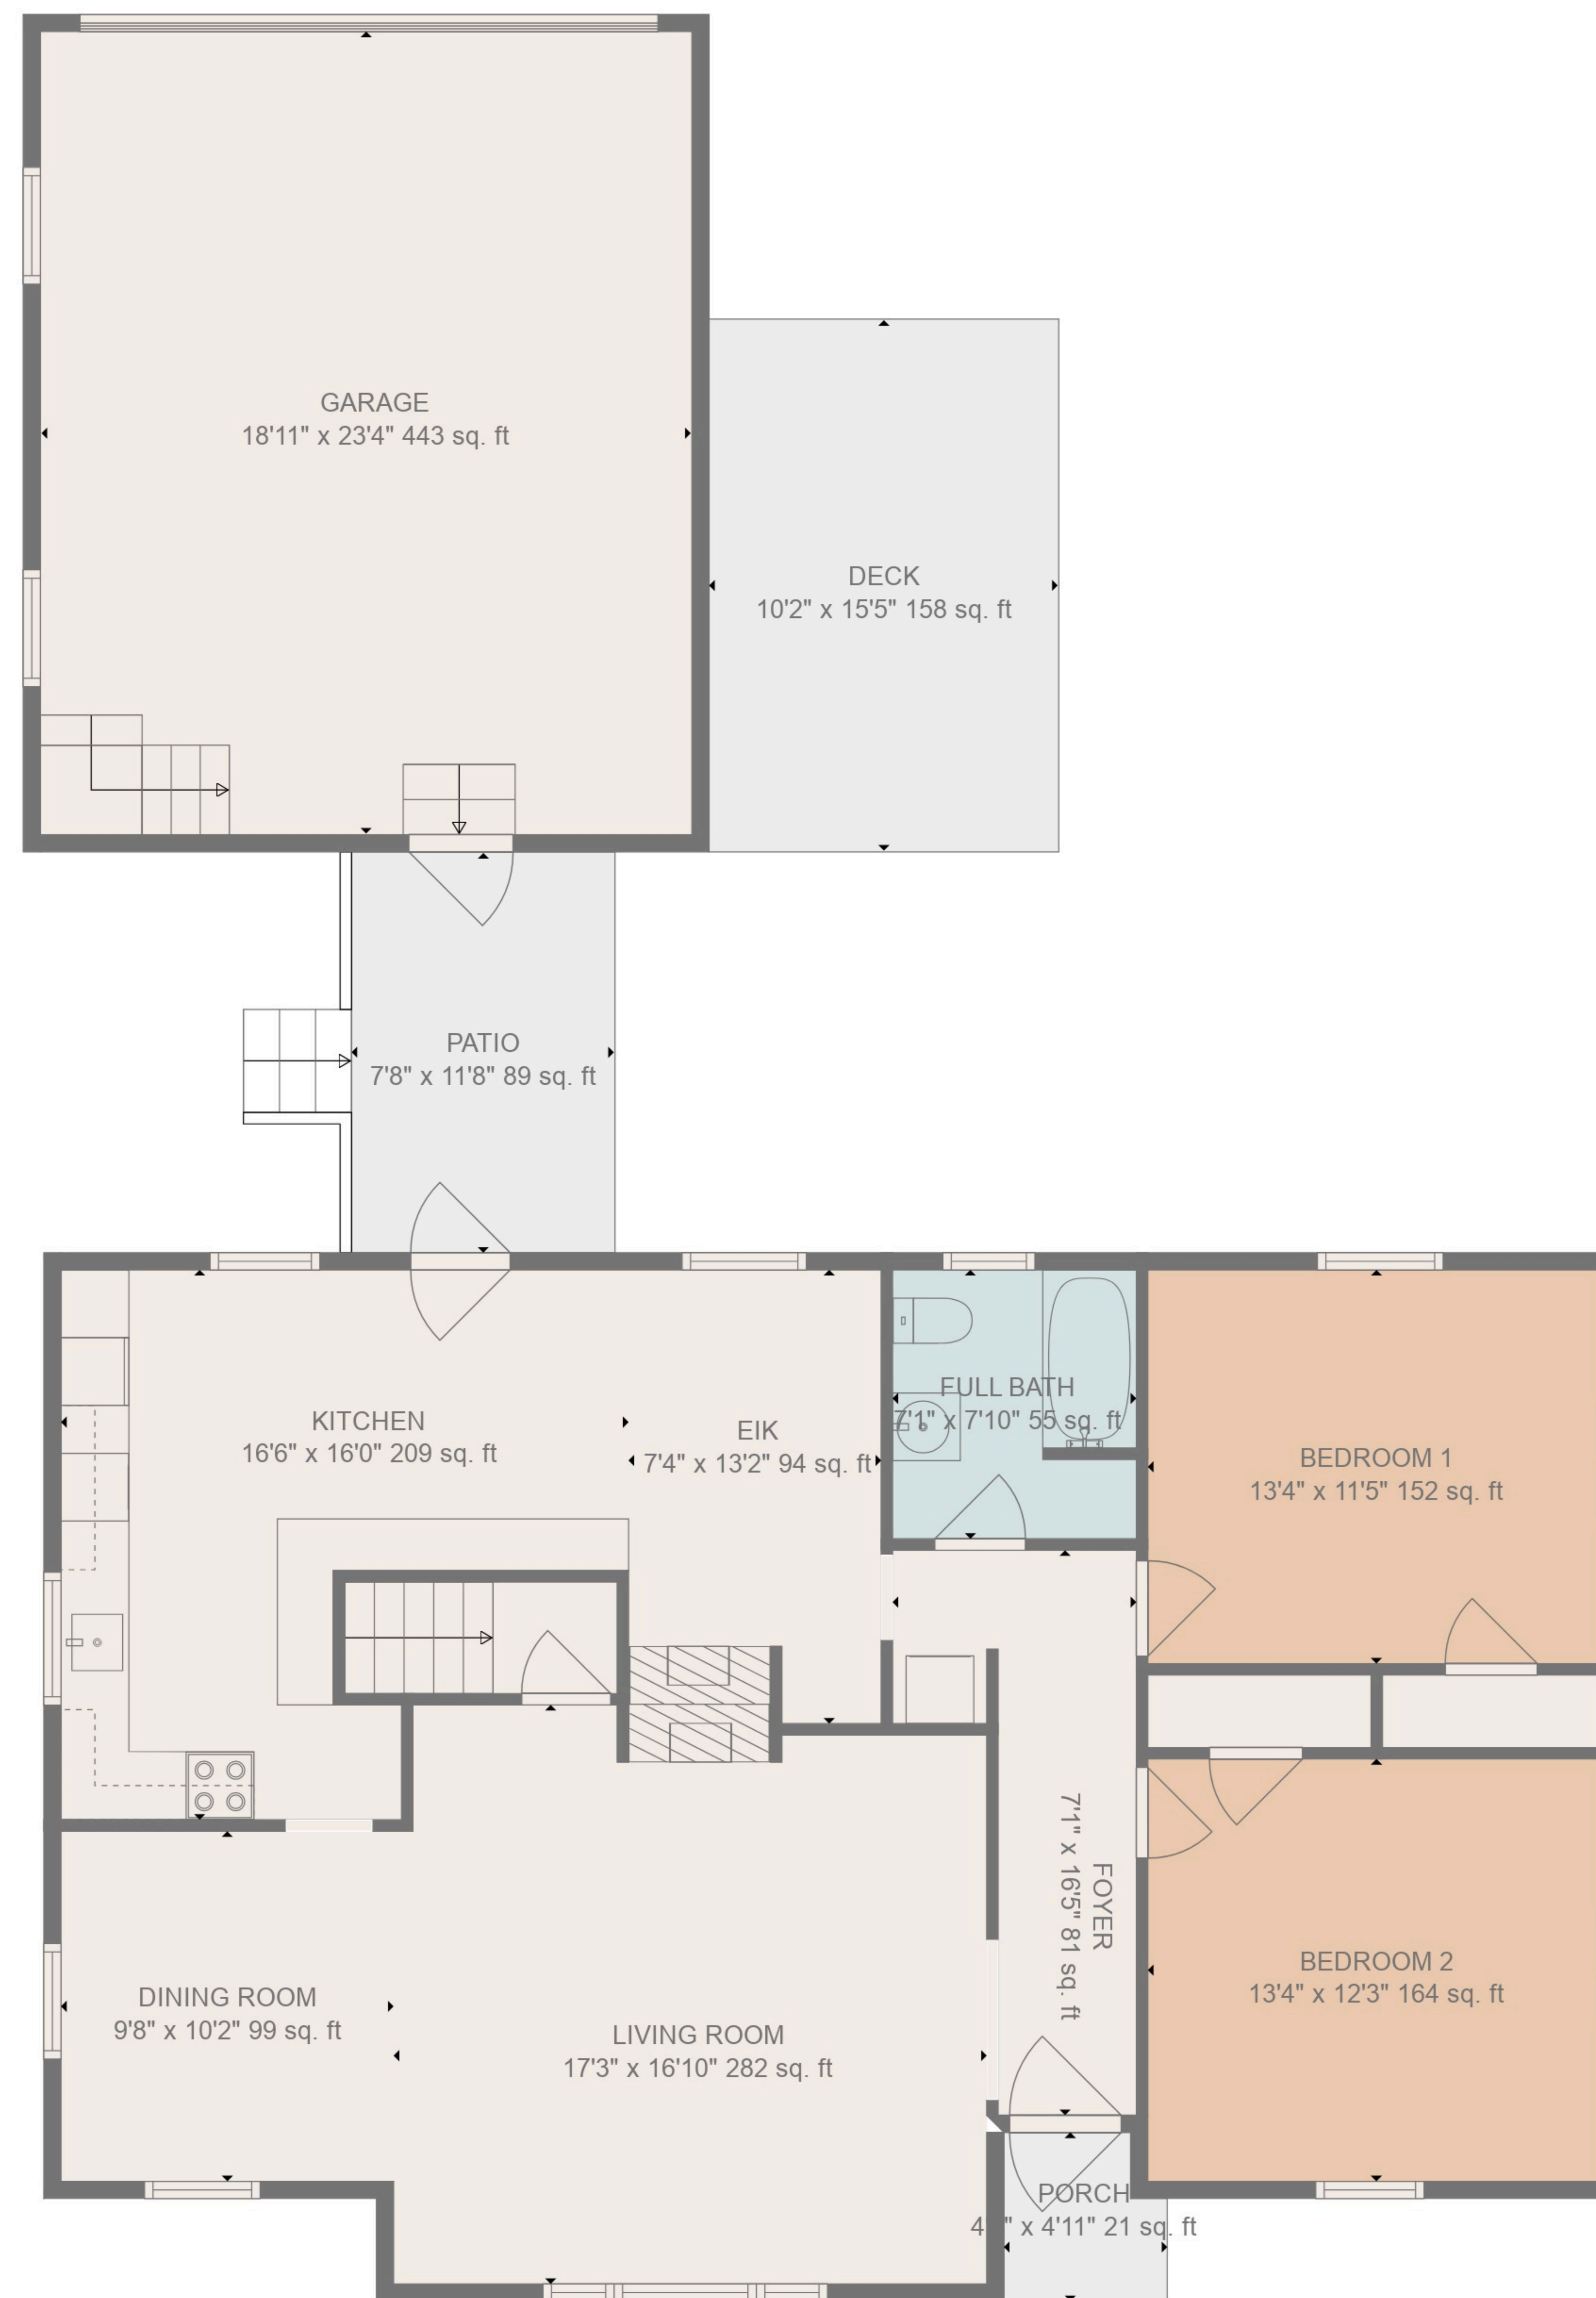 GARAGE
18'11" x 23'4" 443 sq. ft
DECK
10'2" x 15'5" 158 sq. ft
PATIO
7'8" x 11'8" 89 sq. ft
KITCHEN
16'6" x 16'0" 209 sq. ft
EIK
7'4" x 13'2" 94 sq. ft
FULL BATH
7'1" x 7'10" 55 sq. ft
BEDROOM 1
13'4" x 11'5" 152 sq. ft
FOYER
7'1" x 16'5" 81 sq. ft
BEDROOM 2
13'4" x 12'3" 164 sq. ft
DINING ROOM
9'8" x 10'2" 99 sq. ft
LIVING ROOM
17'3" x 16'10" 282 sq. ft
PORCH
x 4'11" 21 sq. ft